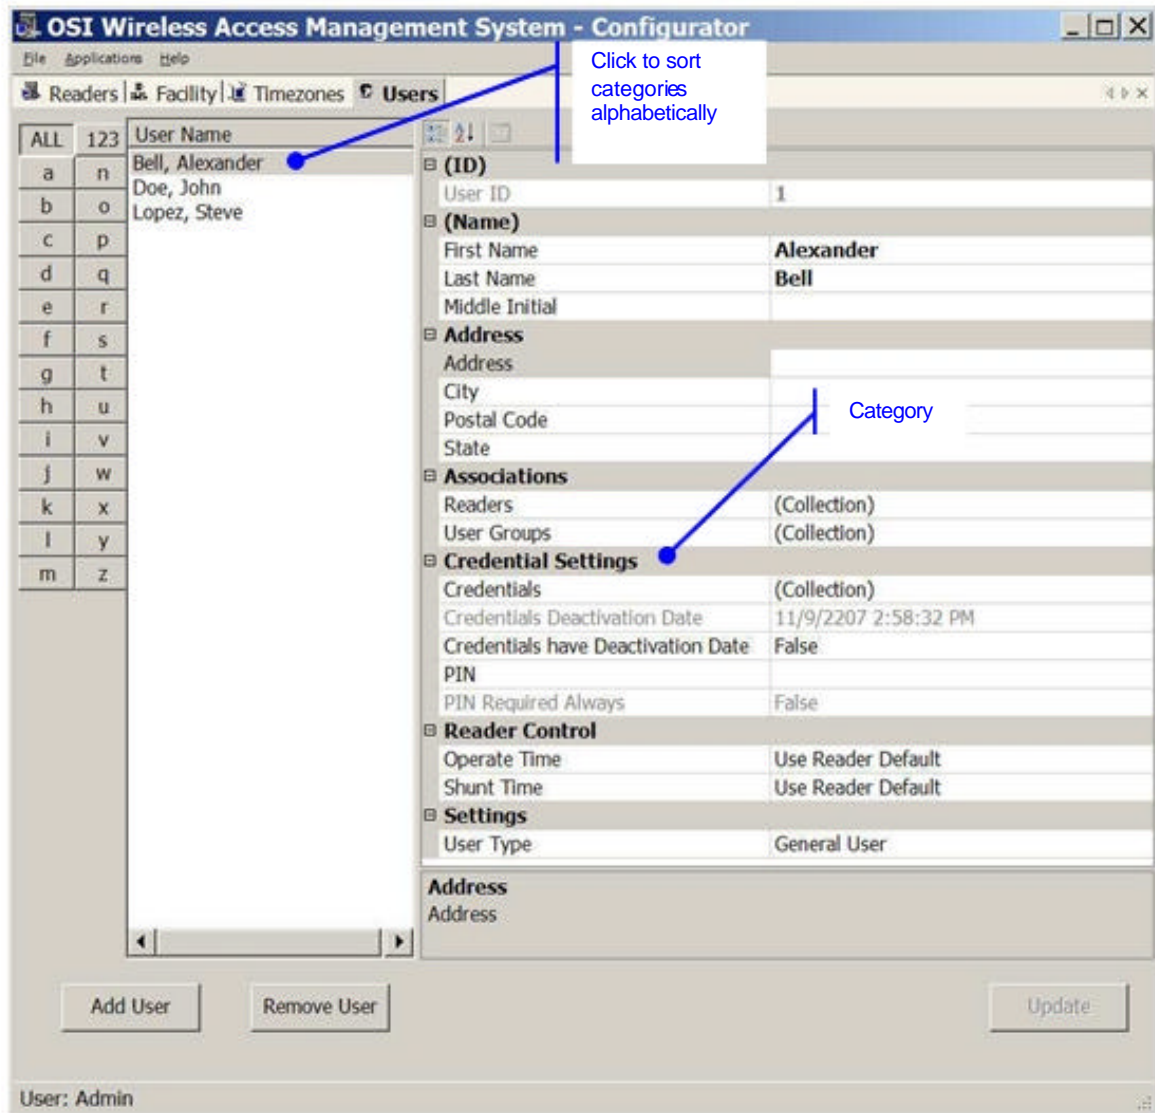 OSI Wireless Access Management System - Configurator
File Applications Help
Readers Facility Timezones Users
Click to sort
categories
alphabetically
ALL 123
a n
b o
c p
d q
e r
f s
g t
h u
i v
j w
k x
l y
m z
User Name
Bell, Alexander
Doe, John
Lopez, Steve
(ID)
User ID 1
(Name)
First Name Alexander
Last Name Bell
Middle Initial
Address
Address
City
Postal Code
State
Category
Associations
Readers (Collection)
User Groups (Collection)
Credential Settings
Credentials (Collection)
Credentials Deactivation Date 11/9/2207 2:58:32 PM
Credentials have Deactivation Date False
PIN
PIN Required Always False
Reader Control
Operate Time Use Reader Default
Shunt Time Use Reader Default
Settings
User Type General User
Address
Address
Add User Remove User Update
User: Admin